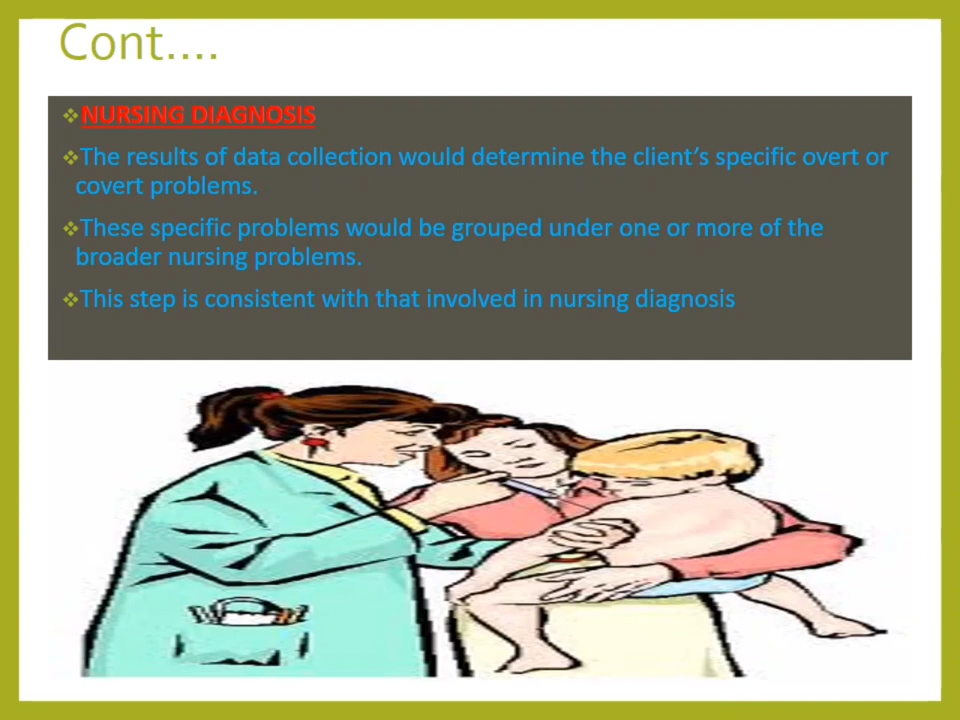 Cont....
❖NURSING DIAGNOSIS
❖The results of data collection would determine the client’s specific overt or
covert problems.
❖These specific problems would be grouped under one or more of the
broader nursing problems.
❖This step is consistent with that involved in nursing diagnosis